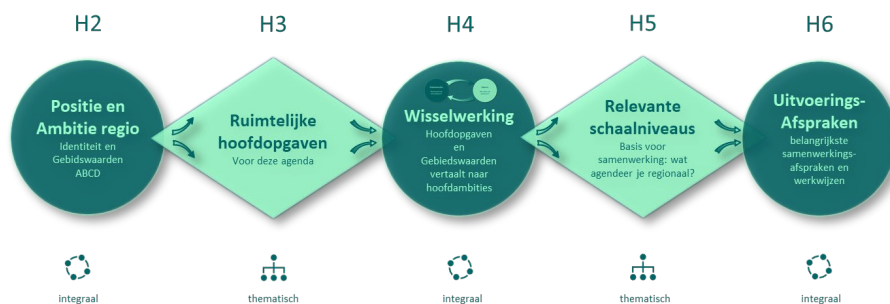 H2
H3
H4
H5
H6
Positie en
Ambitie regio
Identiteit en
Gebidswaarden
ABCD
Ruimtelijke
hoofdopgaven
Voor deze agenda
Wisselwerking
Hoofdopgaven
en
Gebiedswaarden
vertaalt naar
hoofdambities
Relevante
schaalniveaus
Basis voor
samenwerking: wat
agendeer je regionaal?
Uitvoerings-
Afspraken
belangrijkste
samenwerkings-
afspraken en
werkwijzen
integraal
thematisch
integraal
thematisch
integraal